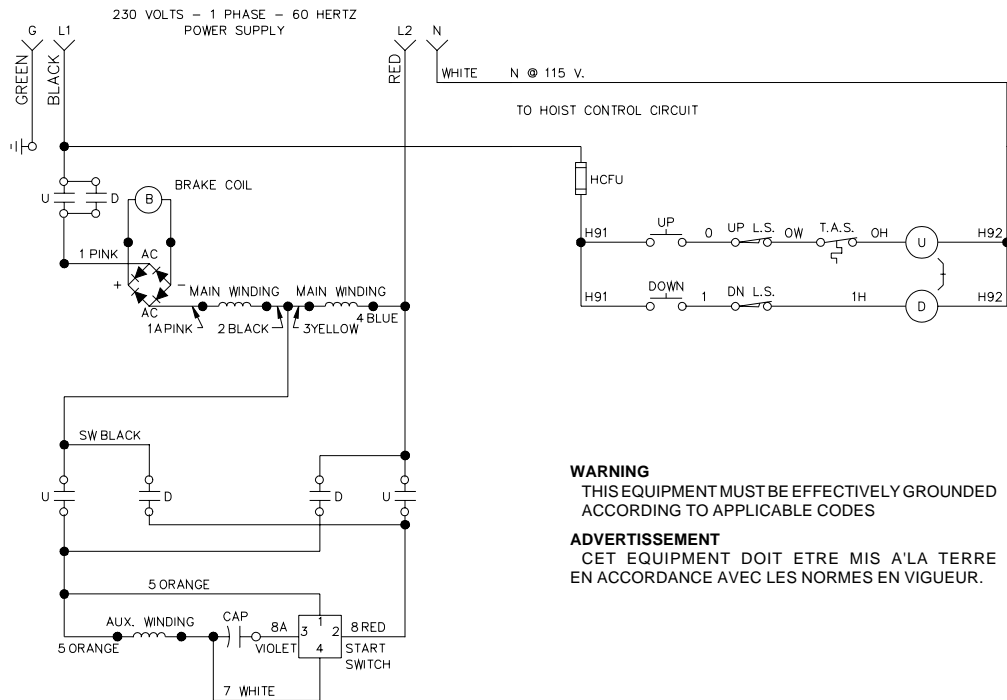 230 VOLTS – 1 PHASE – 60 HERTZ
POWER SUPPLY
G
L1
L2
N
GREEN
BLACK
RED
WHITE N @ 115 V.
TO HOIST CONTROL CIRCUIT
HCFU
U
D
B
BRAKE COIL
1 PINK
AC
+
–
AC
MAIN WINDING
MAIN WINDING
1A PINK
2 BLACK
3 YELLOW
4 BLUE
H91
UP
0
UP L.S.
OW
T.A.S.
OH
U
H92
H91
DOWN
1
DN L.S.
1H
D
H92
SW BLACK
U
D
D
U
5 ORANGE
AUX. WINDING
CAP
5 ORANGE
8A
VIOLET
1
3 2
4
8 RED
START
SWITCH
7 WHITE
WARNING
THIS EQUIPMENT MUST BE EFFECTIVELY GROUNDED
ACCORDING TO APPLICABLE CODES
ADVERTISSEMENT
CET EQUIPMENT DOIT ETRE MIS A'LA TERRE
EN ACCORDANCE AVEC LES NORMES EN VIGUEUR.